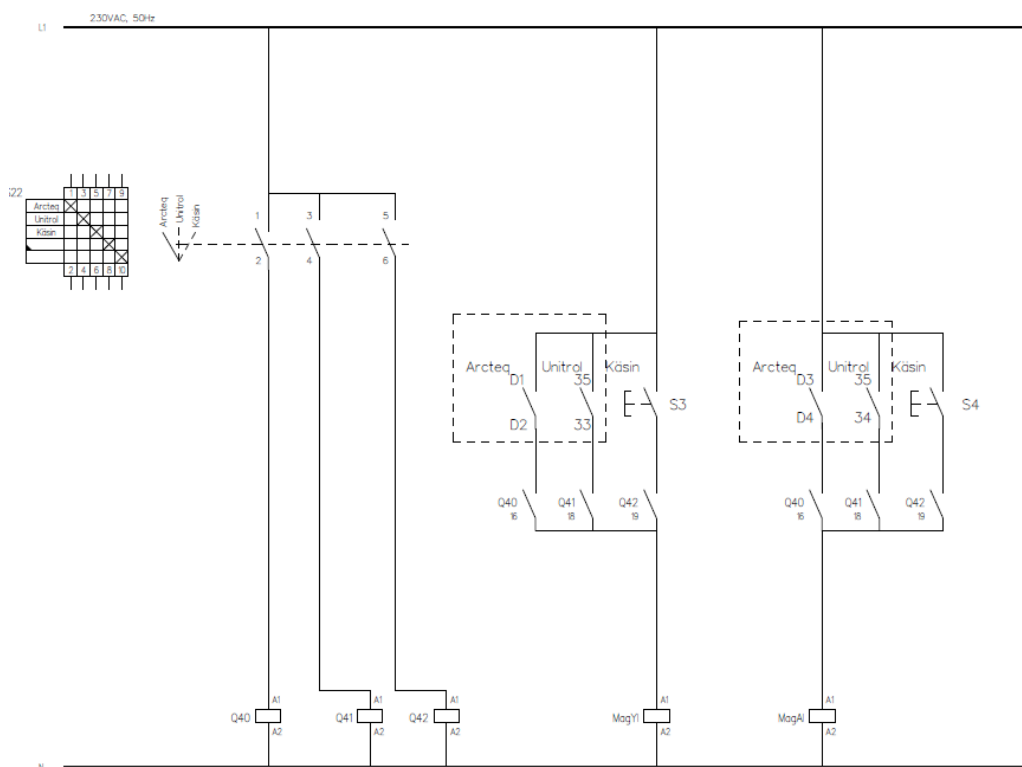 230VAC, 50Hz
L1
S22
1 3 5 7 9
Arcteq
Unitrol
Käsin
2 4 6 8 10
Arcteq
Unitrol
Käsin
1 3 5
2 4 6
Arcteq Unitrol Käsin
D1 35
S3
D2 33
Arcteq Unitrol Käsin
D3 35
S4
D4 34
Q40 Q41 Q42
16 18 19
Q40 Q41 Q42
16 18 19
A1 A1 A1 A1 A1
Q40 Q41 Q42 MagYl MagAl
A2 A2 A2 A2 A2
N